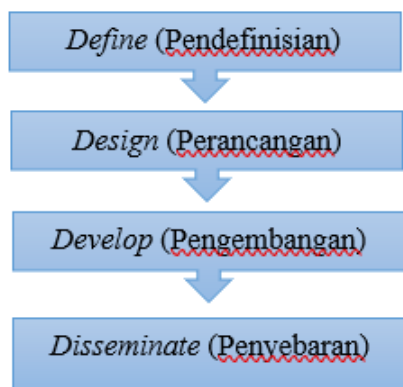 Define (Pendefinisian)
Design (Perancangan)
Develop (Pengembangan)
Disseminate (Penyebaran)